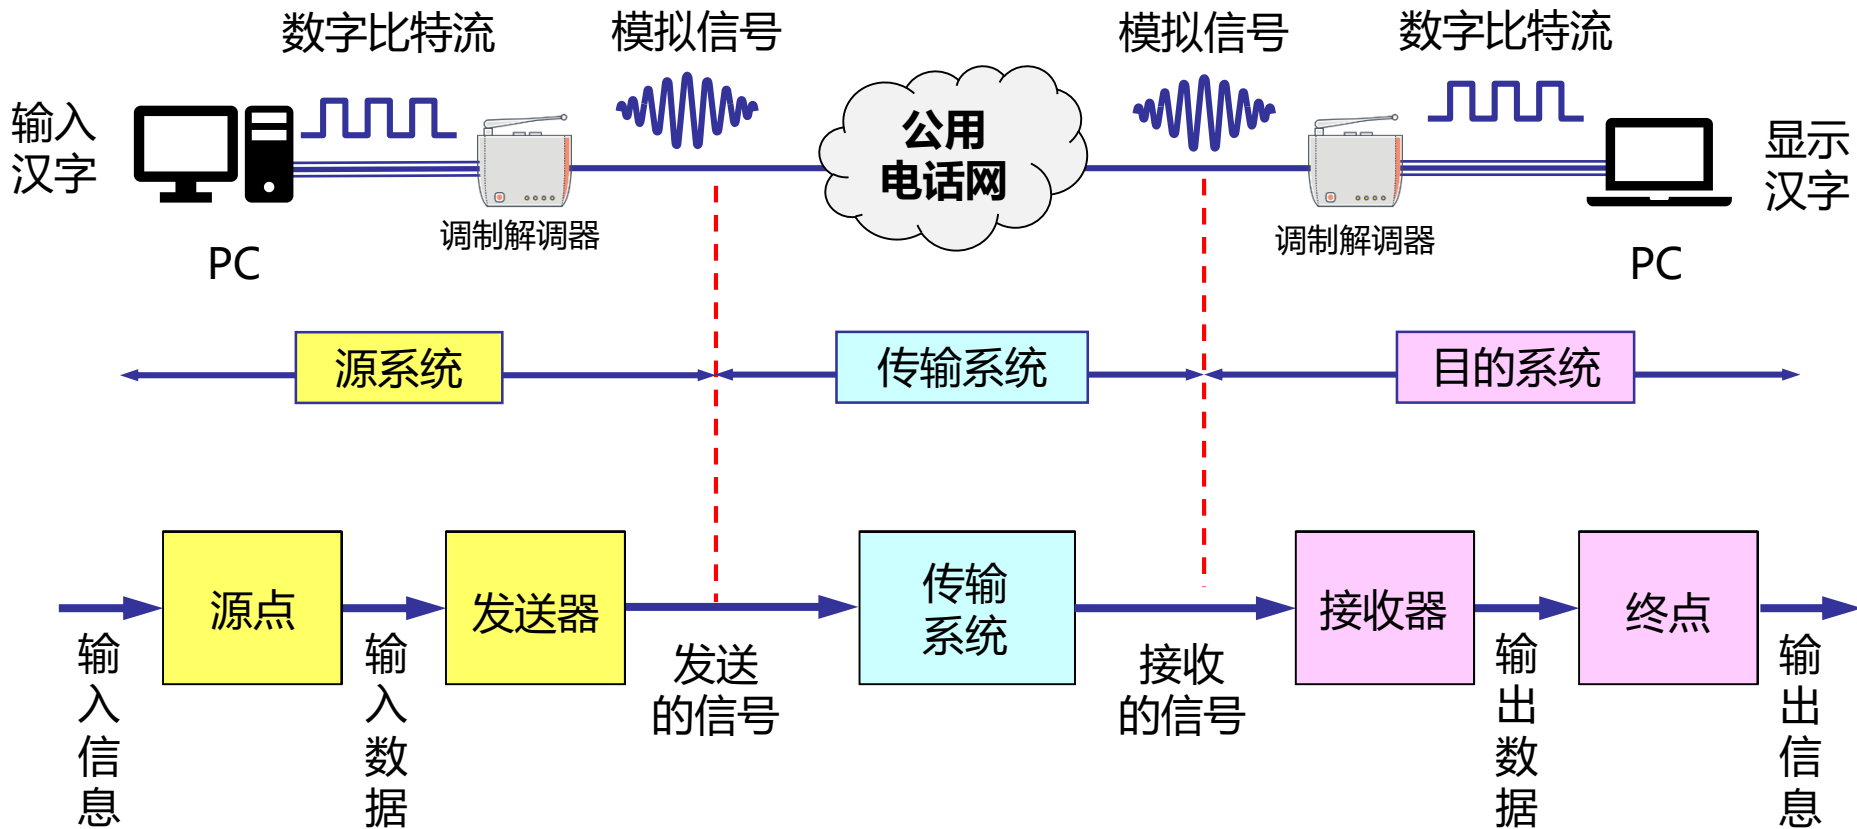 数字比特流
模拟信号
模拟信号
数字比特流
输入
汉字
公用
电话网
显示
汉字
调制解调器
调制解调器
PC
PC
源系统
传输系统
目的系统
源点
发送器
传输
系统
接收器
终点
输入信息
输入数据
发送
的信号
接收
的信号
输出数据
输出信息